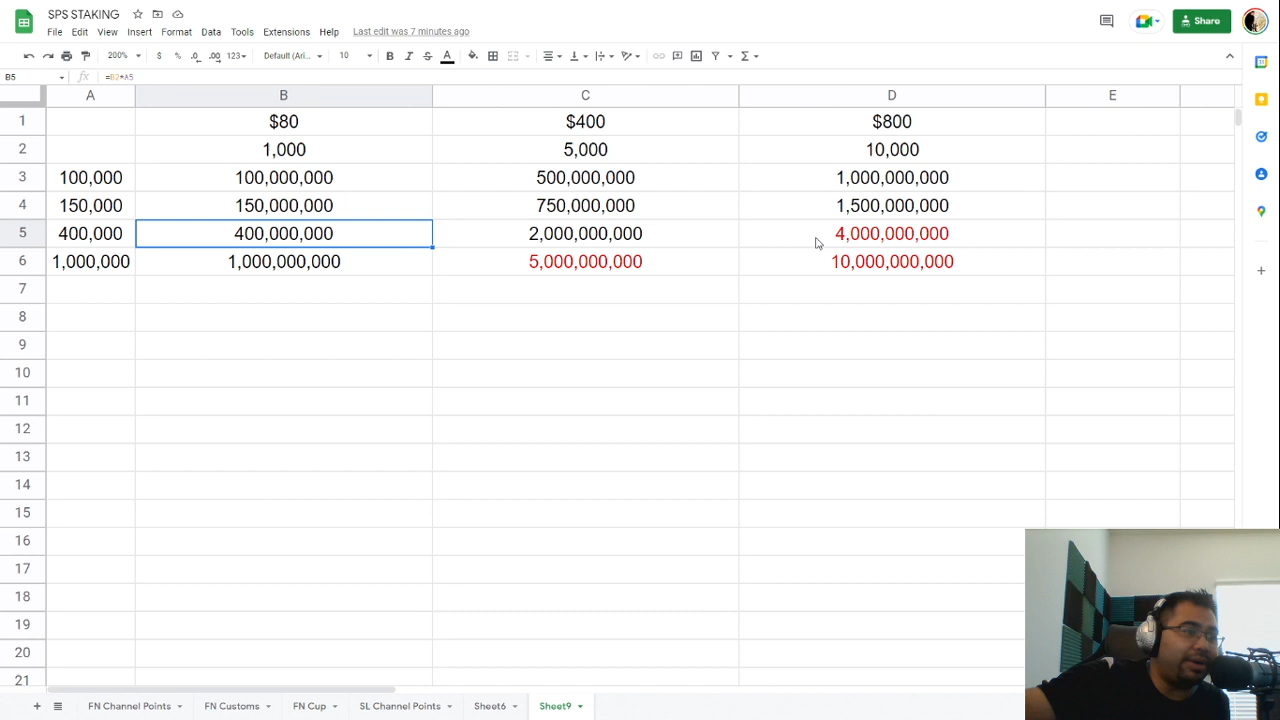 SPS STAKING
File Edit View Insert Format Data Tools Extensions Help Last edit was 7 minutes ago
Share
200% $ % .0 .00 123 Default (Ari... 10 B I S A
B5 =B2*A5
A B C D E
1 $80 $400 $800
2 1,000 5,000 10,000
3 100,000 100,000,000 500,000,000 1,000,000,000
4 150,000 150,000,000 750,000,000 1,500,000,000
5 400,000 400,000,000 2,000,000,000 4,000,000,000
6 1,000,000 1,000,000,000 5,000,000,000 10,000,000,000
7
8
9
10
11
12
13
14
15
16
17
18
19
20
21
FN Channel Points FN Customs FN Cup SL Channel Points Sheet6 Sheet9